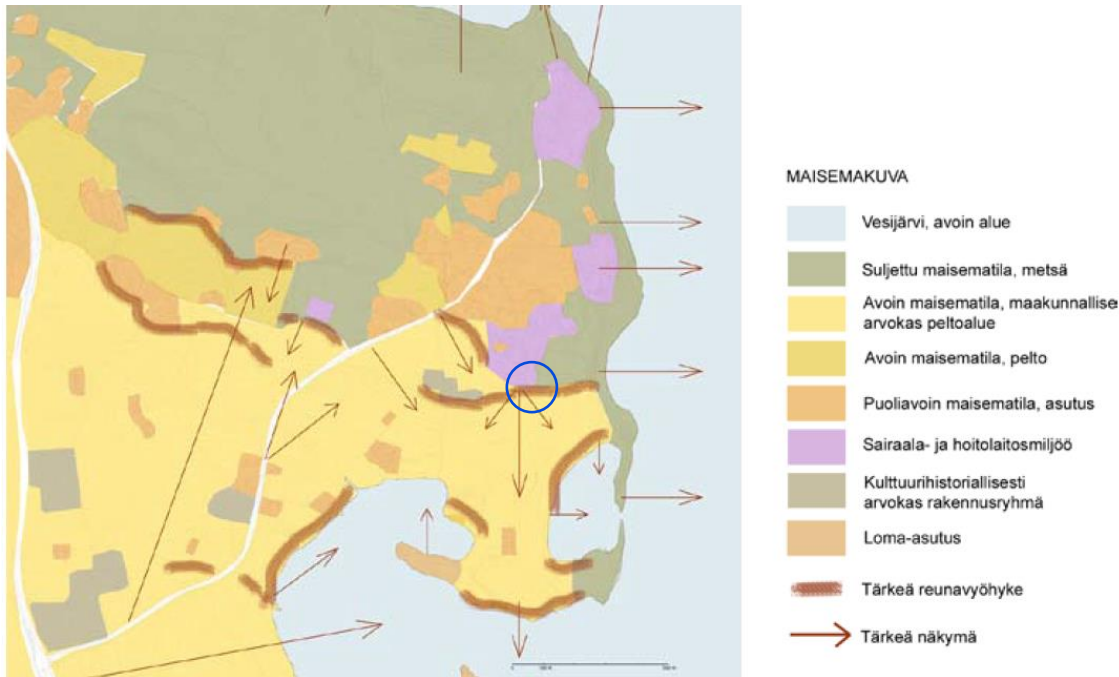 MAISEMAKUVA
Vesijärvi, avoin alue
Suljettu maisematila, metsä
Avoin maisematila, maakunnallise
arvokas peltoalue
Avoin maisematila, pelto
Puoliavoin maisematila, asutus
Sairaala- ja hoitolaitosmiljöö
Kulttuurihistoriallisesti
arvokas rakennusryhmä
Loma-asutus
Tärkeä reunavyöhyke
Tärkeä näkymä